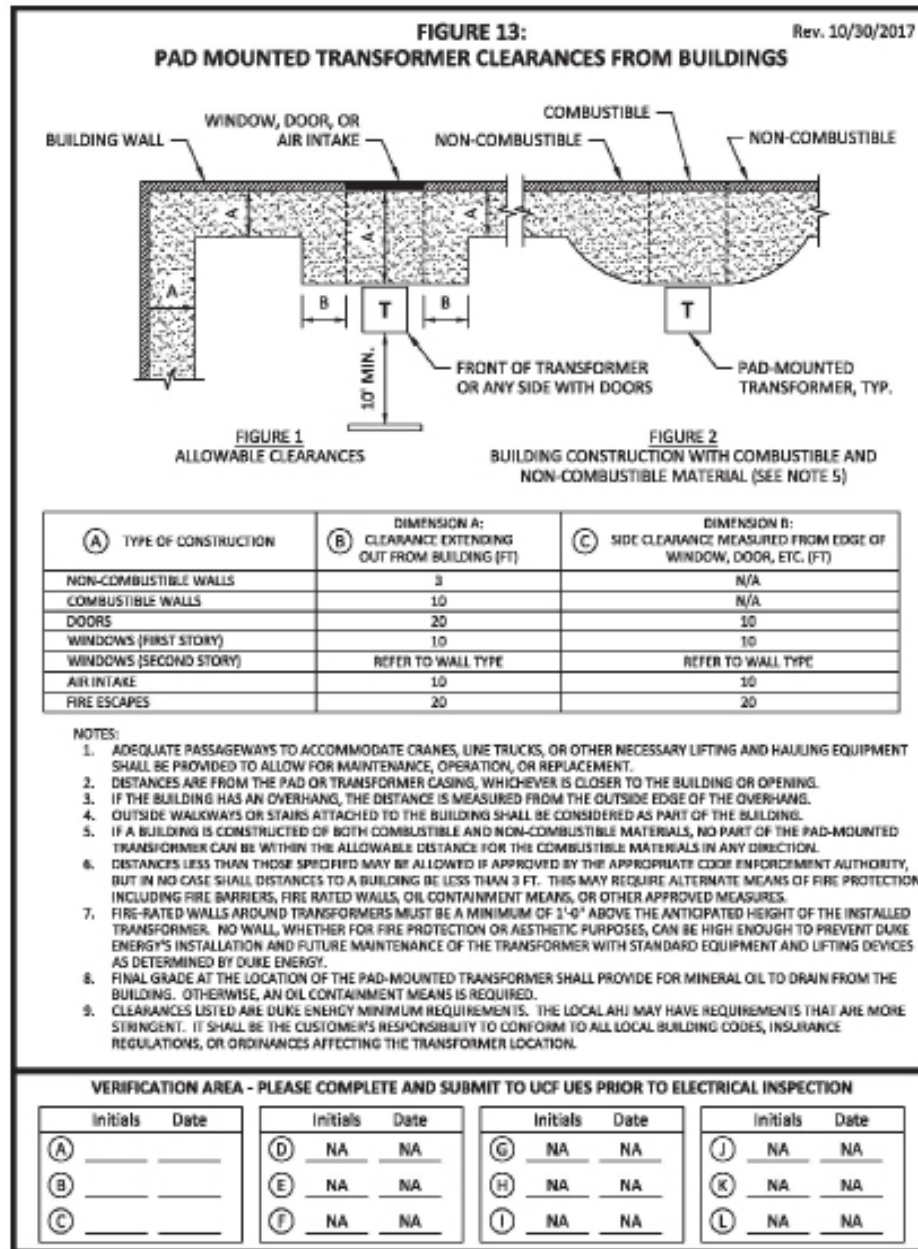 FIGURE 13:
Rev. 10/30/2017
PAD MOUNTED TRANSFORMER CLEARANCES FROM BUILDINGS
BUILDING WALL
WINDOW, DOOR, OR
AIR INTAKE
COMBUSTIBLE
NON-COMBUSTIBLE
NON-COMBUSTIBLE
A
A
A
A
B
B
T
T
10' MIN.
FRONT OF TRANSFORMER
OR ANY SIDE WITH DOORS
PAD-MOUNTED
TRANSFORMER, TYP.
FIGURE 1
ALLOWABLE CLEARANCES
FIGURE 2
BUILDING CONSTRUCTION WITH COMBUSTIBLE AND
NON-COMBUSTIBLE MATERIAL (SEE NOTE 5)
A TYPE OF CONSTRUCTION
B DIMENSION A:
CLEARANCE EXTENDING
OUT FROM BUILDING (FT)
C DIMENSION B:
SIDE CLEARANCE MEASURED FROM EDGE OF
WINDOW, DOOR, ETC. (FT)
NON-COMBUSTIBLE WALLS 3 N/A
COMBUSTIBLE WALLS 10 N/A
DOORS 20 10
WINDOWS (FIRST STORY) 10 10
WINDOWS (SECOND STORY) REFER TO WALL TYPE REFER TO WALL TYPE
AIR INTAKE 10 10
FIRE ESCAPES 20 20
NOTES:
1. ADEQUATE PASSAGEWAYS TO ACCOMMODATE CRANES, LINE TRUCKS, OR OTHER NECESSARY LIFTING AND HAULING EQUIPMENT
SHALL BE PROVIDED TO ALLOW FOR MAINTENANCE, OPERATION, OR REPLACEMENT.
2. DISTANCES ARE FROM THE PAD OR TRANSFORMER CASING, WHICHEVER IS CLOSER TO THE BUILDING OR OPENING.
3. IF THE BUILDING HAS AN OVERHANG, THE DISTANCE IS MEASURED FROM THE OUTSIDE EDGE OF THE OVERHANG.
4. OUTSIDE WALKWAYS OR STAIRS ATTACHED TO THE BUILDING SHALL BE CONSIDERED AS PART OF THE BUILDING.
5. IF A BUILDING IS CONSTRUCTED OF BOTH COMBUSTIBLE AND NON-COMBUSTIBLE MATERIALS, NO PART OF THE PAD-MOUNTED
TRANSFORMER CAN BE WITHIN THE ALLOWABLE DISTANCE FOR THE COMBUSTIBLE MATERIALS IN ANY DIRECTION.
6. DISTANCES LESS THAN THOSE SPECIFIED MAY BE ALLOWED IF APPROVED BY THE APPROPRIATE CODE ENFORCEMENT AUTHORITY,
BUT IN NO CASE SHALL DISTANCES TO A BUILDING BE LESS THAN 3 FT. THIS MAY REQUIRE ALTERNATE MEANS OF FIRE PROTECTION
INCLUDING FIRE BARRIERS, FIRE RATED WALLS, OIL CONTAINMENT MEANS, OR OTHER APPROVED MEASURES.
7. FIRE-RATED WALLS AROUND TRANSFORMERS MUST BE A MINIMUM OF 1'-0" ABOVE THE ANTICIPATED HEIGHT OF THE INSTALLED
TRANSFORMER. NO WALL, WHETHER FOR FIRE PROTECTION OR AESTHETIC PURPOSES, CAN BE HIGH ENOUGH TO PREVENT DUKE
ENERGY'S INSTALLATION AND FUTURE MAINTENANCE OF THE TRANSFORMER WITH STANDARD EQUIPMENT AND LIFTING DEVICES
AS DETERMINED BY DUKE ENERGY.
8. FINAL GRADE AT THE LOCATION OF THE PAD-MOUNTED TRANSFORMER SHALL PROVIDE FOR MINERAL OIL TO DRAIN FROM THE
BUILDING. OTHERWISE, AN OIL CONTAINMENT MEANS IS REQUIRED.
9. CLEARANCES LISTED ARE DUKE ENERGY MINIMUM REQUIREMENTS. THE LOCAL AHJ MAY HAVE REQUIREMENTS THAT ARE MORE
STRINGENT. IT SHALL BE THE CUSTOMER'S RESPONSIBILITY TO CONFORM TO ALL LOCAL BUILDING CODES, INSURANCE
REGULATIONS, OR ORDINANCES AFFECTING THE TRANSFORMER LOCATION.
VERIFICATION AREA - PLEASE COMPLETE AND SUBMIT TO UCF UES PRIOR TO ELECTRICAL INSPECTION
Initials Date Initials Date Initials Date Initials Date
A D NA NA G NA NA J NA NA
B E NA NA H NA NA K NA NA
C F NA NA I NA NA L NA NA